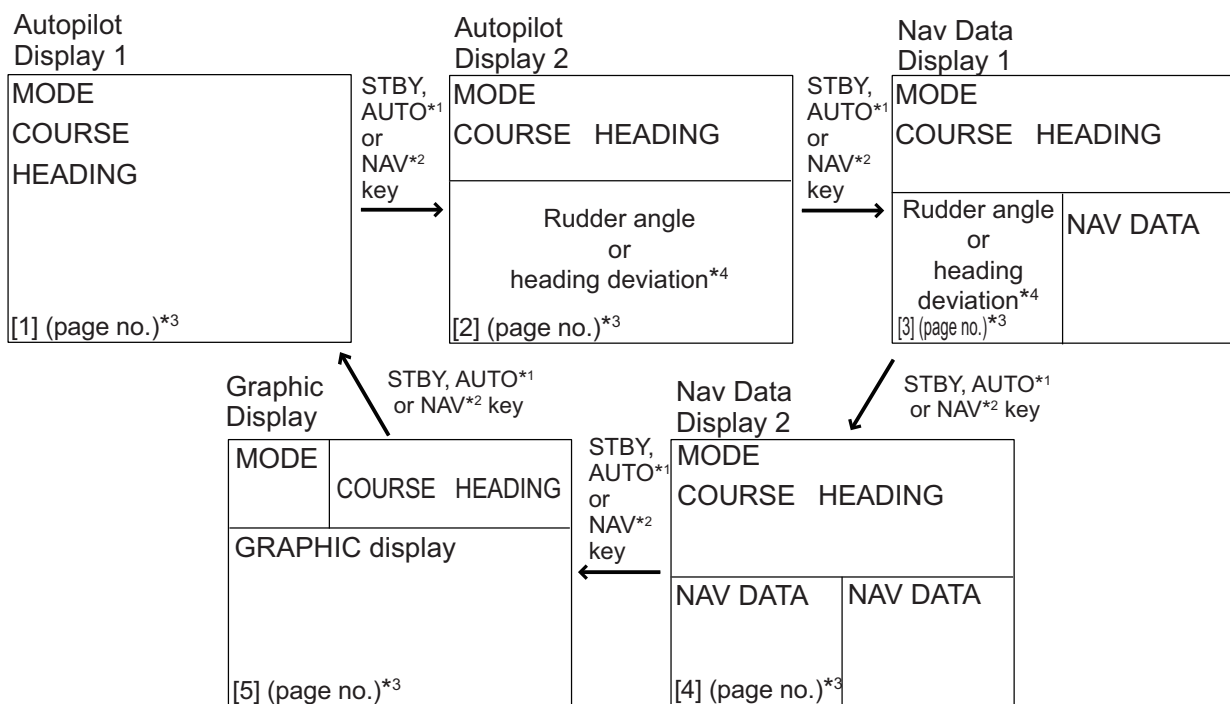 Autopilot
Display 1
MODE
COURSE
HEADING
[1] (page no.)*3
STBY,
AUTO*1
or
NAV*2
key
Autopilot
Display 2
MODE
COURSE HEADING
Rudder angle
or
heading deviation*4
[2] (page no.)*3
STBY,
AUTO*1
or
NAV*2
key
Nav Data
Display 1
MODE
COURSE HEADING
Rudder angle
or
heading
deviation*4
[3] (page no.)*3
NAV DATA
STBY, AUTO*1
or NAV*2 key
Nav Data
Display 2
MODE
COURSE HEADING
NAV DATA
NAV DATA
[4] (page no.)*3
STBY,
AUTO*1
or
NAV*2
key
Graphic
Display
MODE
COURSE HEADING
GRAPHIC display
[5] (page no.)*3
STBY, AUTO*1
or NAV*2 key